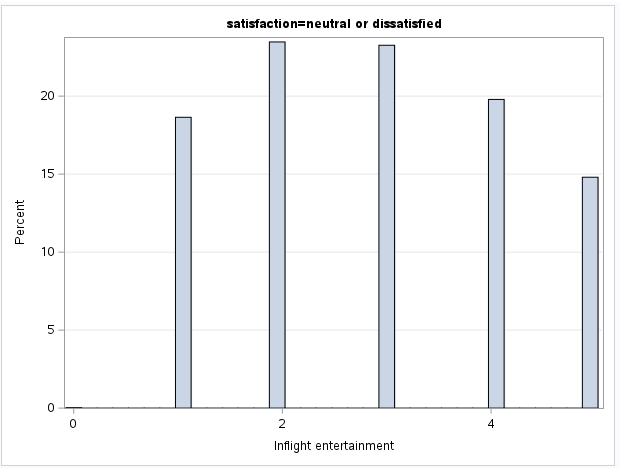 satisfaction=neutral or dissatisfied
Percent
20
15
10
5
0
0 2 4
Inflight entertainment